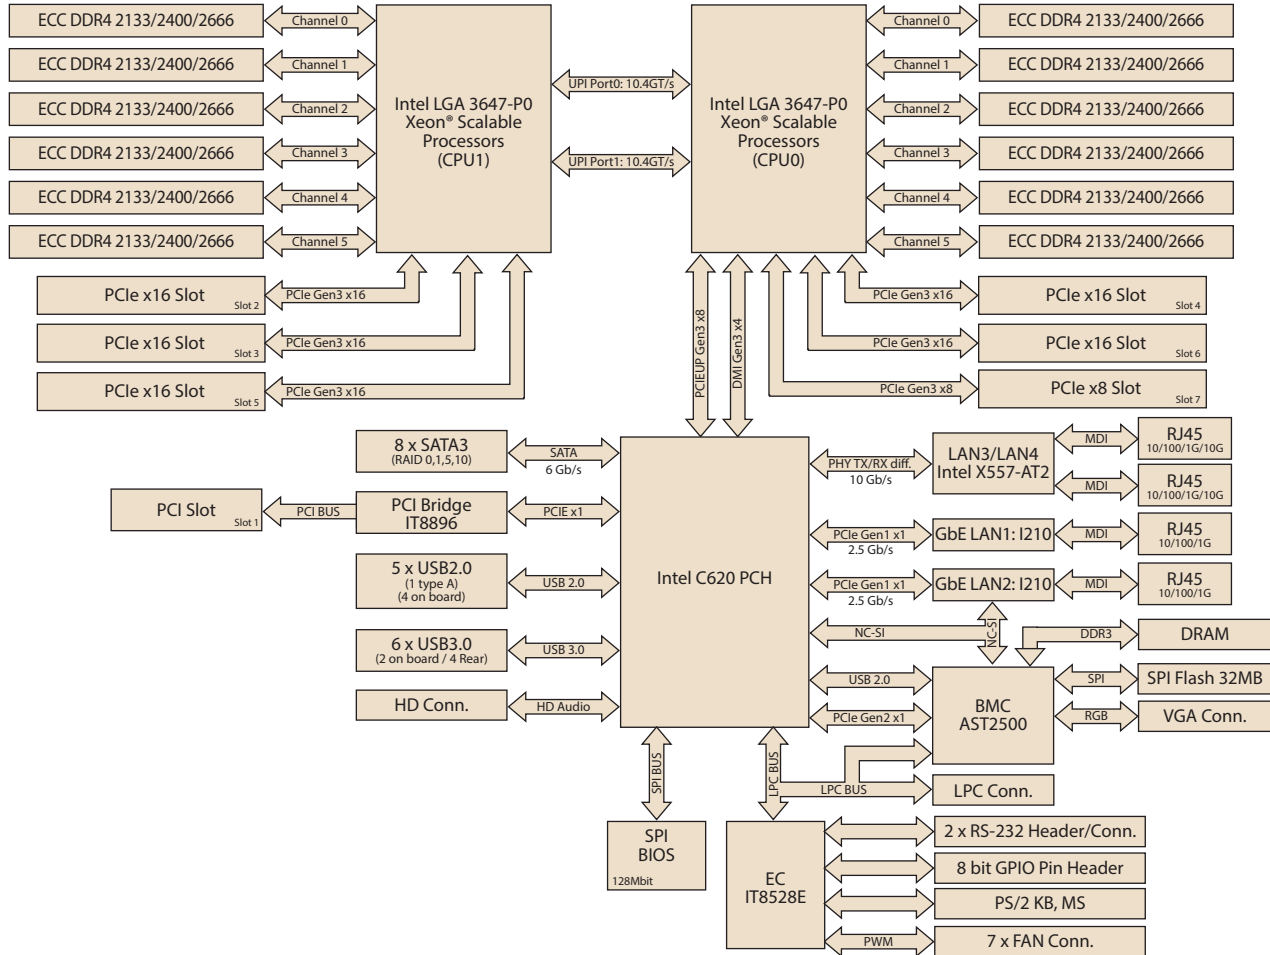 ECC DDR4 2133/2400/2666
Channel 0
ECC DDR4 2133/2400/2666
Channel 1
ECC DDR4 2133/2400/2666
Channel 2
ECC DDR4 2133/2400/2666
Channel 3
ECC DDR4 2133/2400/2666
Channel 4
ECC DDR4 2133/2400/2666
Channel 5
Intel LGA 3647-P0
Xeon® Scalable
Processors
(CPU1)
UPI Port0: 10.4GT/s
UPI Port1: 10.4GT/s
Intel LGA 3647-P0
Xeon® Scalable
Processors
(CPU0)
Channel 0
ECC DDR4 2133/2400/2666
Channel 1
ECC DDR4 2133/2400/2666
Channel 2
ECC DDR4 2133/2400/2666
Channel 3
ECC DDR4 2133/2400/2666
Channel 4
ECC DDR4 2133/2400/2666
Channel 5
ECC DDR4 2133/2400/2666
PCIe x16 Slot
Slot 2
PCIe Gen3 x16
PCIe x16 Slot
Slot 3
PCIe Gen3 x16
PCIe x16 Slot
Slot 5
PCIe Gen3 x16
PCIEUP Gen3 x8
DMI Gen3 x4
PCIe Gen3 x16
PCIe x16 Slot
Slot 4
PCIe Gen3 x16
PCIe x16 Slot
Slot 6
PCIe Gen3 x8
PCIe x8 Slot
Slot 7
8 x SATA3
(RAID 0,1,5,10)
SATA
6 Gb/s
PCI Slot
Slot 1
PCI BUS
PCI Bridge
IT8896
PCIE x1
5 x USB2.0
(1 type A)
(4 on board)
USB 2.0
6 x USB3.0
(2 on board / 4 Rear)
USB 3.0
HD Conn.
HD Audio
Intel C620 PCH
PHY TX/RX diff.
10 Gb/s
LAN3/LAN4
Intel X557-AT2
MDI
RJ45
10/100/1G/10G
MDI
RJ45
10/100/1G/10G
PCIe Gen1 x1
2.5 Gb/s
GbE LAN1: I210
MDI
RJ45
10/100/1G
PCIe Gen1 x1
2.5 Gb/s
GbE LAN2: I210
MDI
RJ45
10/100/1G
NC-SI
NC-SI
DDR3
DRAM
USB 2.0
PCIe Gen2 x1
BMC
AST2500
SPI
SPI Flash 32MB
RGB
VGA Conn.
SPI BUS
LPC BUS
LPC BUS
LPC Conn.
SPI
BIOS
128Mbit
EC
IT8528E
2 x RS-232 Header/Conn.
8 bit GPIO Pin Header
PS/2 KB, MS
PWM
7 x FAN Conn.